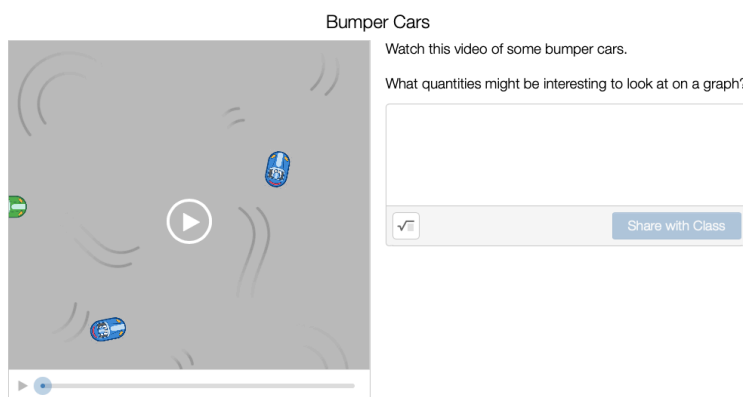 Bumper Cars
Watch this video of some bumper cars.
What quantities might be interesting to look at on a graph?
Share with Class